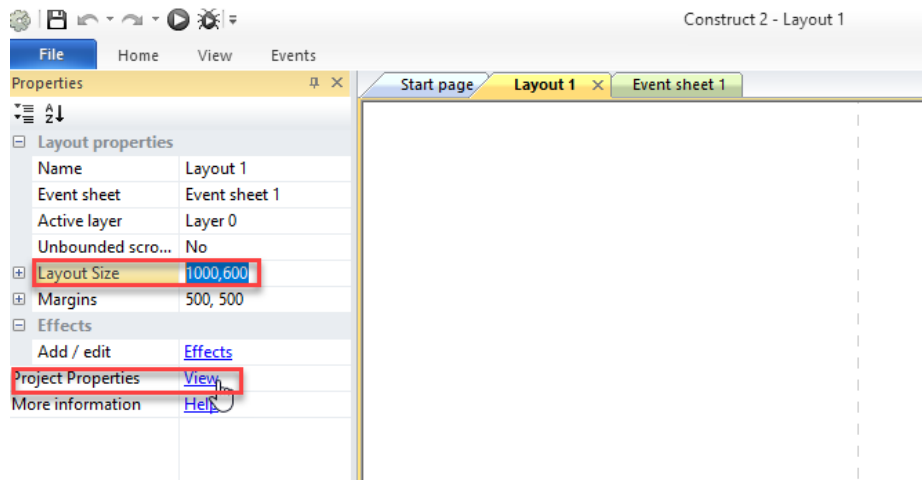 Construct 2 - Layout 1
File Home View Events
Properties
Start page Layout 1 Event sheet 1
Layout properties
Name Layout 1
Event sheet Event sheet 1
Active layer Layer 0
Unbounded scro... No
Layout Size 1000,600
Margins 500, 500
Effects
Add / edit Effects
Project Properties View
More information Help